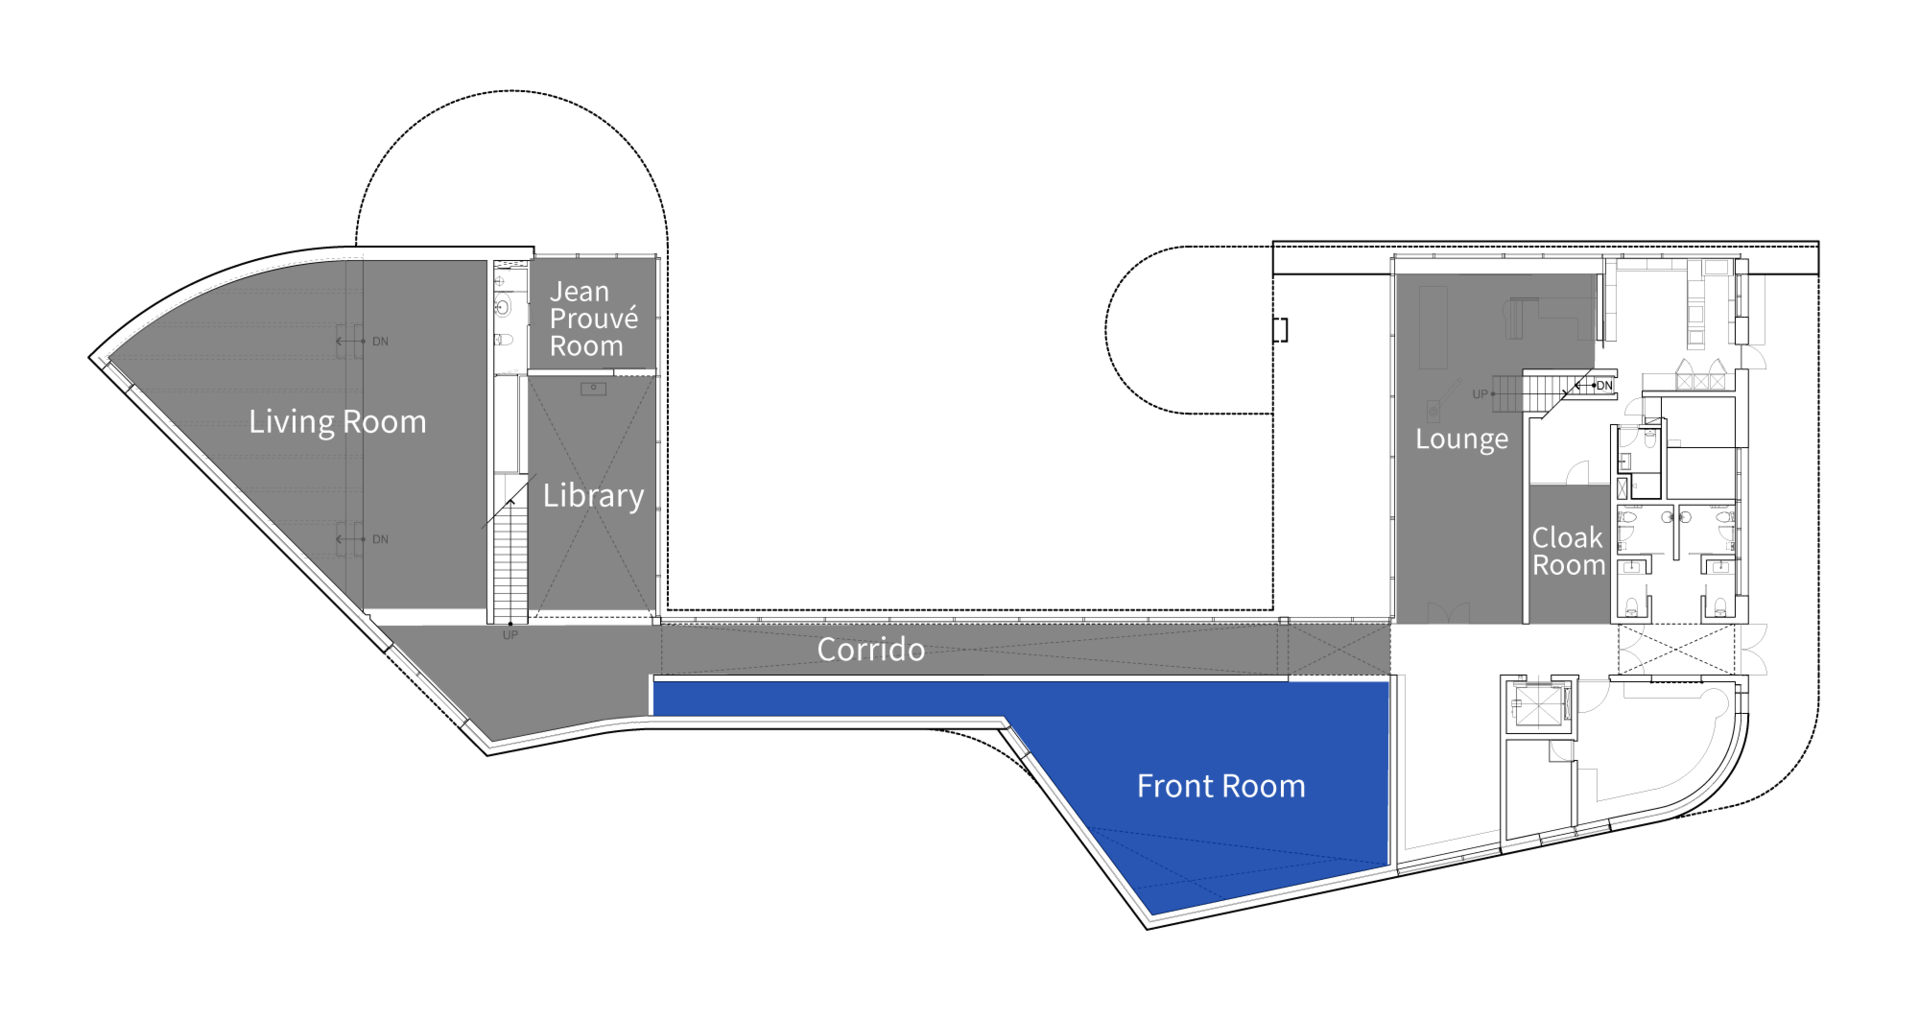 Jean
Prouvé
Room
DN
Living Room
DN
Library
UP
Corrido
Front Room
DN
UP
Lounge
Cloak
Room